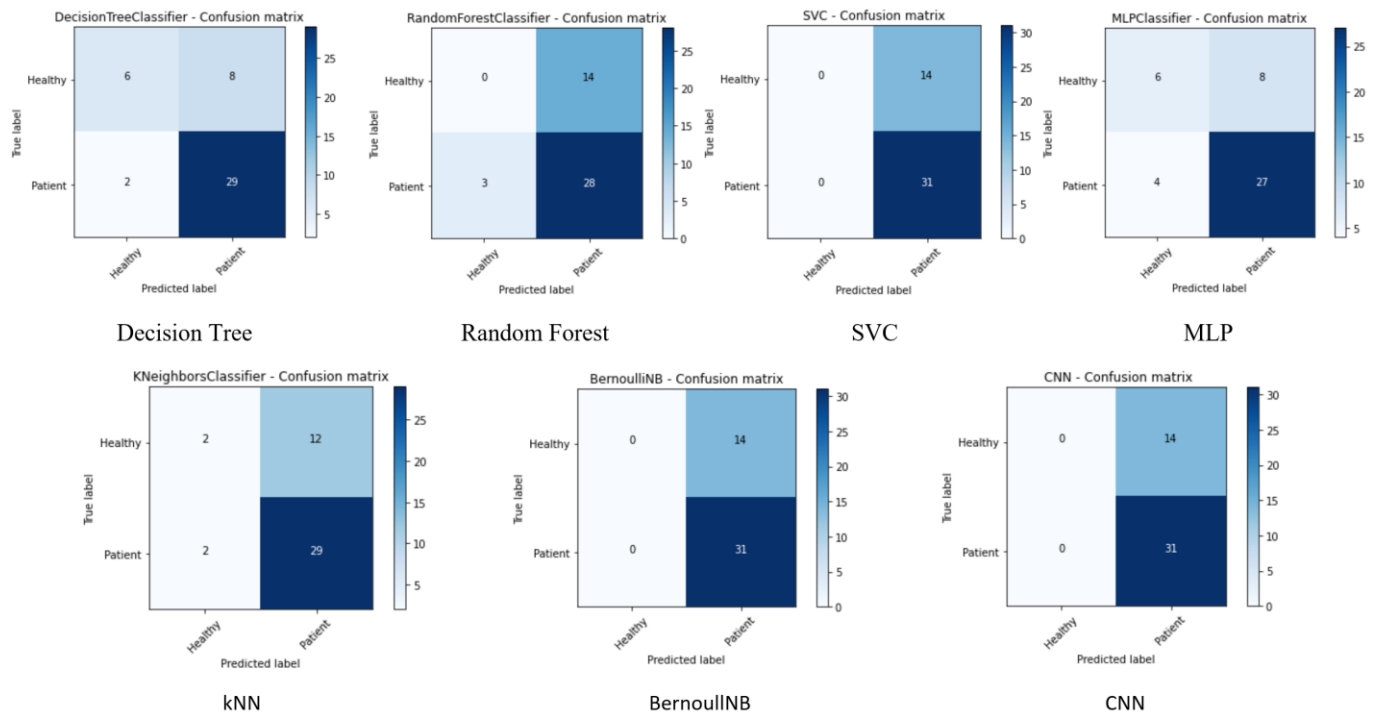 DecisionTreeClassifier - Confusion matrix
Healthy
Patient
True label
6
8
2
29
Healthy
Patient
Predicted label
25
20
15
10
5
Decision Tree
RandomForestClassifier - Confusion matrix
Healthy
Patient
True label
0
14
3
28
Healthy
Patient
Predicted label
25
20
15
10
5
0
Random Forest
SVC - Confusion matrix
Healthy
Patient
True label
0
14
0
31
Healthy
Patient
Predicted label
30
25
20
15
10
5
0
SVC
MLPClassifier - Confusion matrix
Healthy
Patient
True label
6
8
4
27
Healthy
Patient
Predicted label
25
20
15
10
5
MLP
KNeighborsClassifier - Confusion matrix
Healthy
Patient
True label
2
12
2
29
Healthy
Patient
Predicted label
25
20
15
10
5
kNN
BernoulliNB - Confusion matrix
Healthy
Patient
True label
0
14
0
31
Healthy
Patient
Predicted label
30
25
20
15
10
5
0
BernoullNB
CNN - Confusion matrix
Healthy
Patient
True label
0
14
0
31
Healthy
Patient
Predicted label
30
25
20
15
10
5
0
CNN